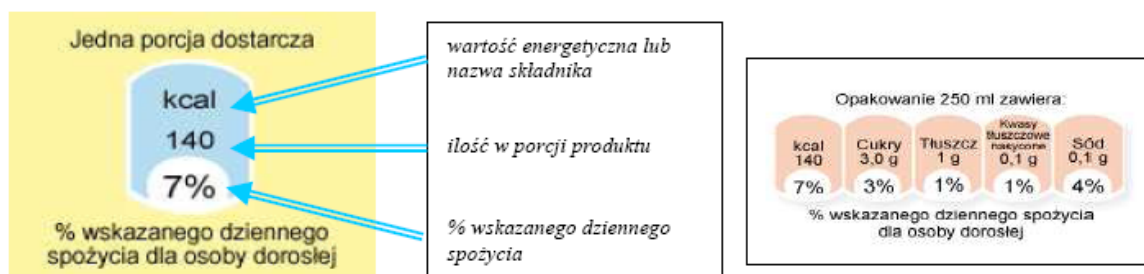 Jedna porcja dostarcza
kcal
140
7%
% wskazanego dziennego
spożycia dla osoby dorosłej
wartość energetyczna lub
nazwa składnika
ilość w porcji produktu
% wskazanego dziennego
spożycia
Opakowanie 250 ml zawiera:
kcal
140
7%
Cukry
3,0 g
3%
Tłuszcz
1 g
1%
Kwasy
tłuszczowe
nasycone
0,1 g
1%
Sód
0,1 g
4%
% wskazanego dziennego spożycia
dla osoby dorosłej